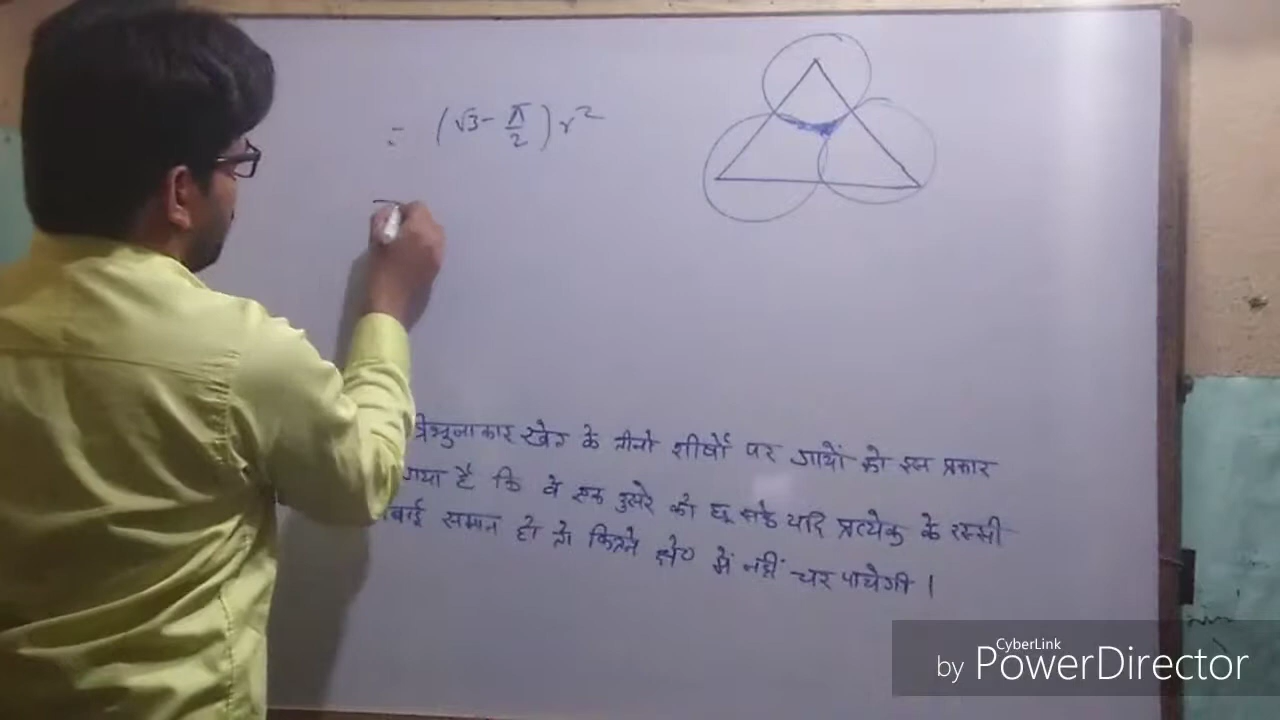 = (√3 - π/2) r²
त्रिभुजाकार खेत के तीनो शीर्षो पर गायों को इस प्रकार
गया है कि वे एक दुसरे को छू सके यदि प्रत्येक के रस्सी
समान हो तो कितने क्षेत्र में नहीं चर पायेगी ।
CyberLink
by PowerDirector